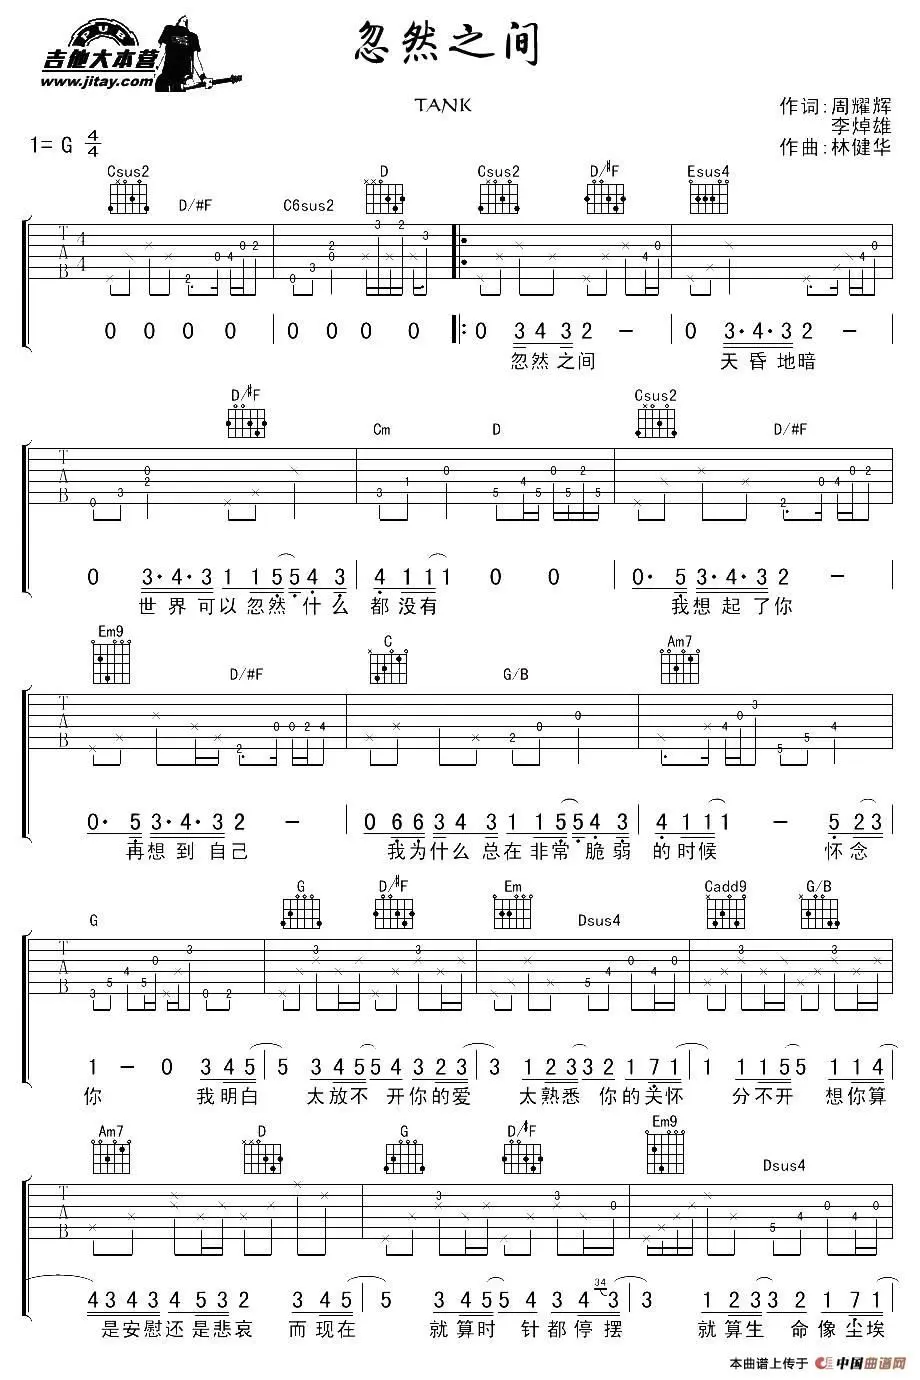 PUB
吉他大本营
www.jitay.com
忽然之间
TANK
作词:周耀辉
李焯雄
作曲:林健华
1= G 4/4
Csus2 D/#F C6sus2 D Csus2 D/#F Esus4
0 0 0 0 0 0 0 0 0 3 4 3 2 – 0 3· 4· 3 2 –
忽然之间 天昏地暗
D/#F Cm D Csus2 D/#F
0 3· 4· 3 1 1 5 5 4 3 4 1 1 1 0 0 0· 5 3· 4· 3 2 –
世界可以忽然什么都没有 我想起了你
Em9 D/#F C G/B Am7
0· 5 3· 4· 3 2 – 0 6 6 3 4 3 1 1 5 5 4 3 4 1 1 1 – 5 2 3
再想到自己 我为什么总在非常脆弱的时候 怀念
G G D/#F Em Dsus4 Cadd9 G/B
1 – 0 3 4 5 5 3 4 5 5 4 3 2 3 3 1 2 3 3 2 1 7 1 1 1 1 5 5 1 1 4
你 我明白 太放不开你的爱 太熟悉你的关怀 分不开 想你算
Am7 D G D/#F Em9 Dsus4
4 3 4 3 4 5 3 2 3 4 5 5 3 4 5 5 3 4 34 3 3 1 2 3 2 1 7 1
是安慰还是悲哀 而现在 就算时针都停摆 就算生命像尘埃
本曲谱上传于 中国曲谱网